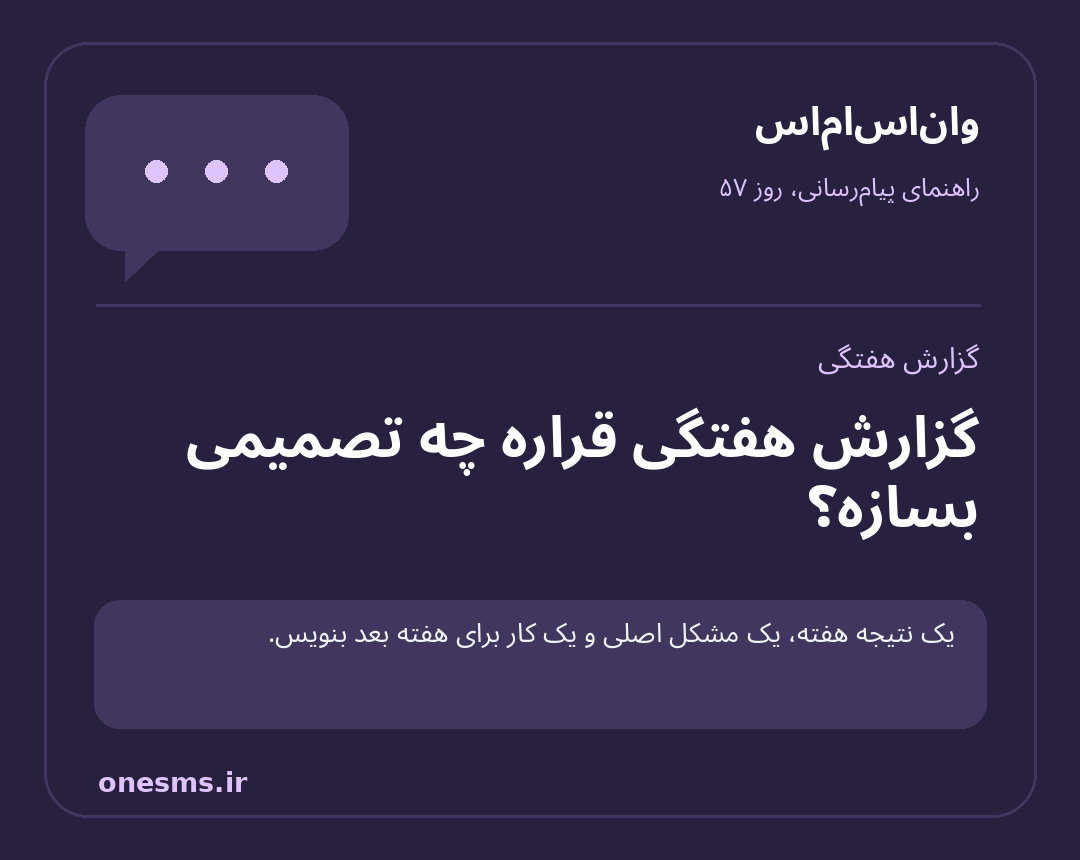 وان‌اس‌ام‌اس
راهنمای پیام‌رسانی، روز ۵۷
گزارش هفتگی
گزارش هفتگی قراره چه تصمیمی
بسازه؟
یک نتیجه هفته، یک مشکل اصلی و یک کار برای هفته بعد بنویس.
onesms.ir